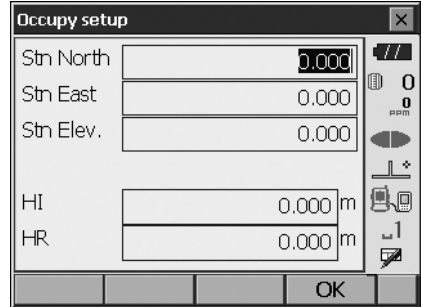 Occupy setup
Stn North 0.000
0
Stn East 0.000
0
PPM
Stn Elev. 0.000
HI 0.000 m
HR 0.000 m
1
OK